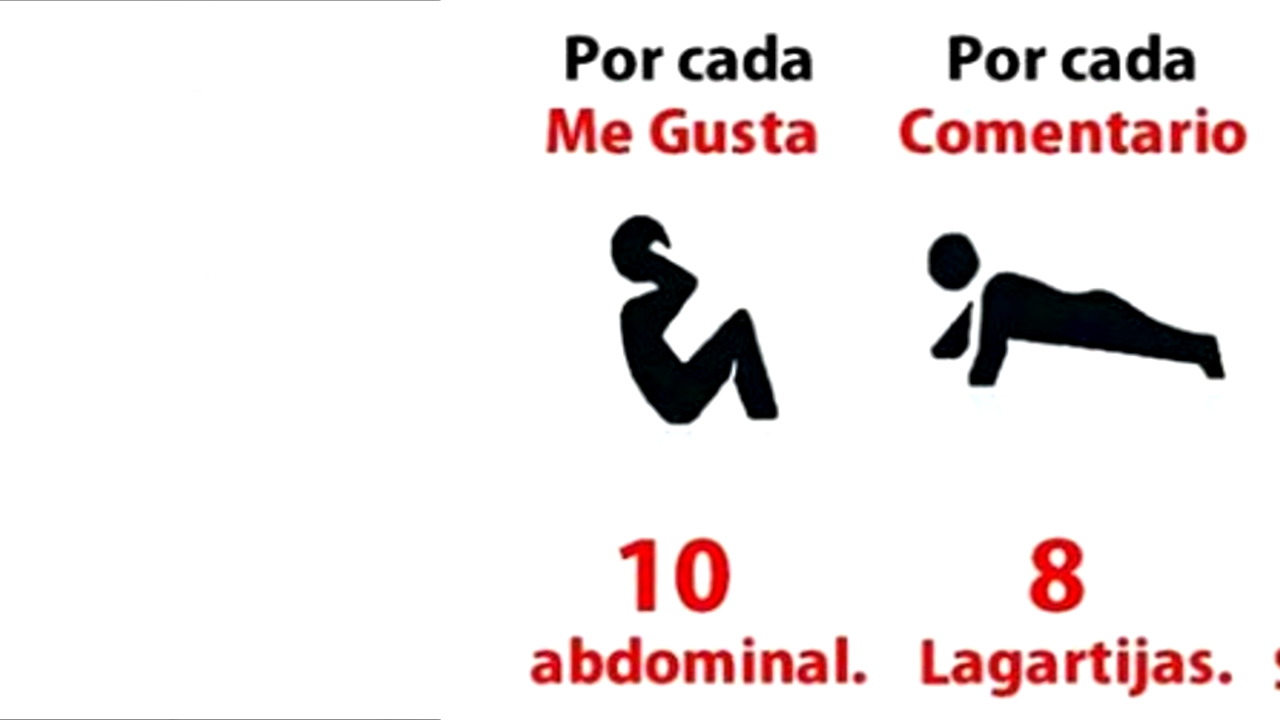 Por cada
Me Gusta
10
abdominal.
Por cada
Comentario
8
Lagartijas.